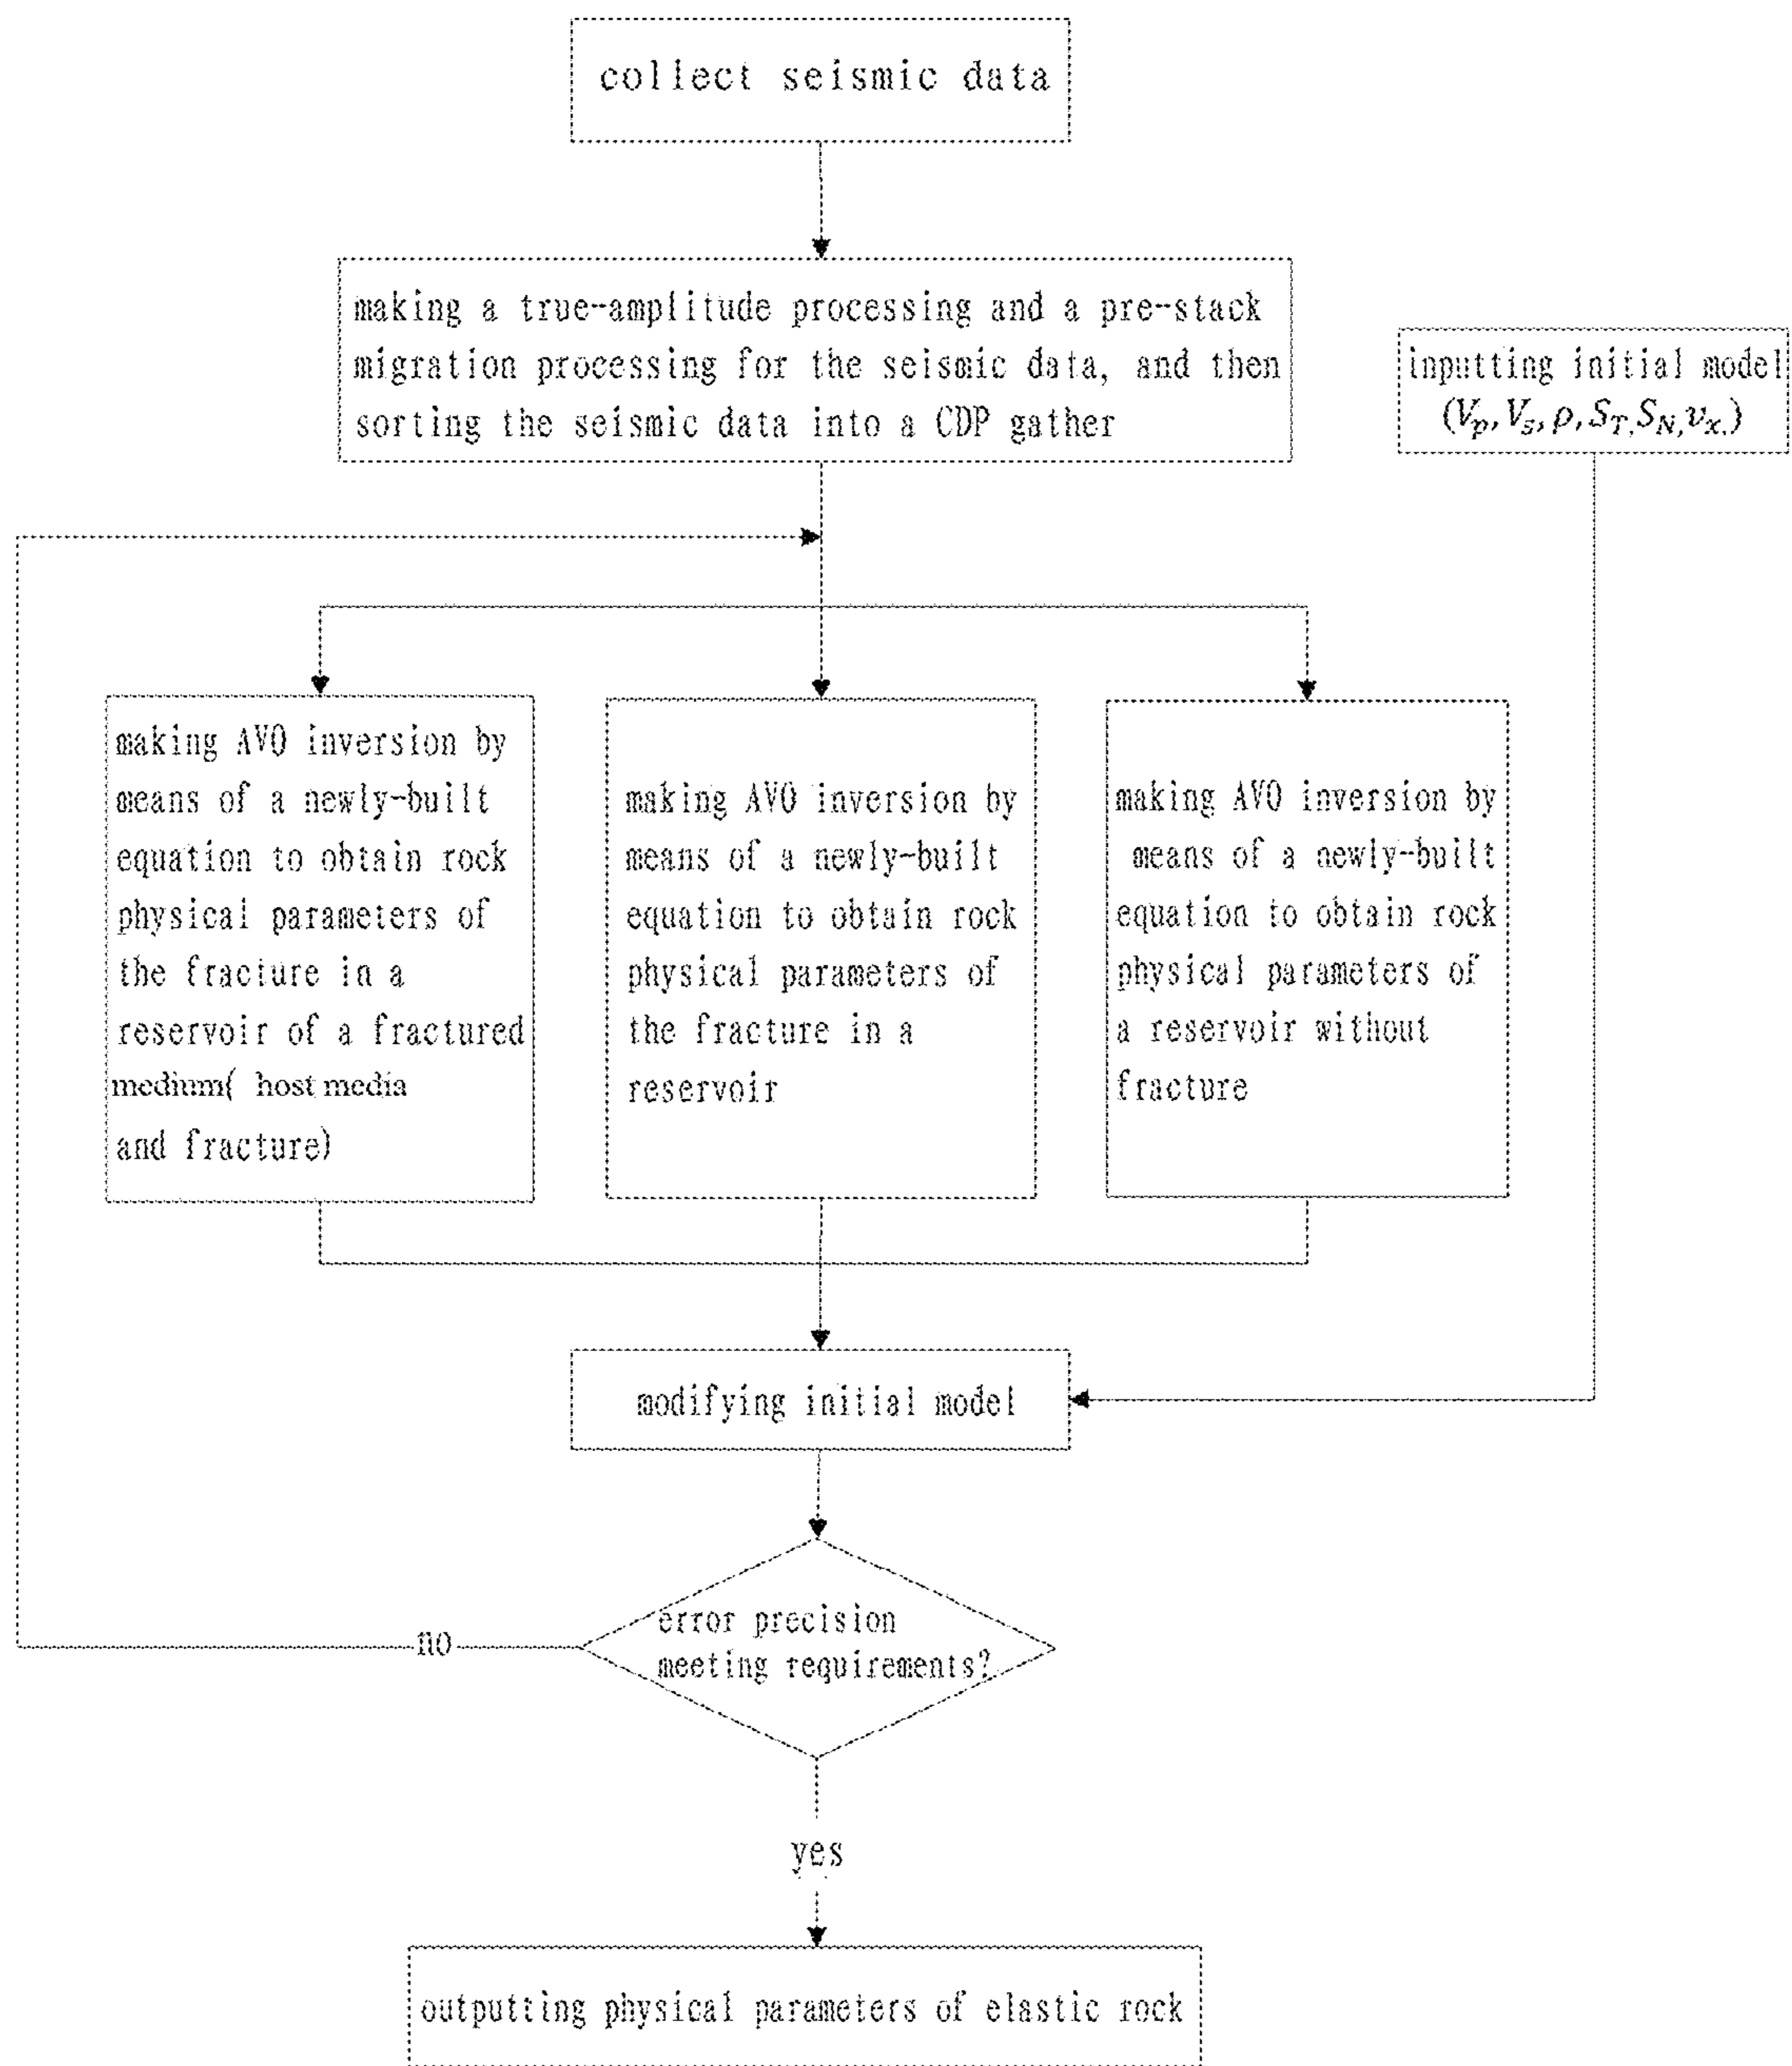 collect seismic data
making a true-amplitude processing and a pre-stack
migration processing for the seismic data, and then
sorting the seismic data into a CDP gather
inputting initial model
(Vp, Vs, ρ, ST, SN, υx,)
making AVO inversion by
means of a newly-built
equation to obtain rock
physical parameters of
the fracture in a
reservoir of a fractured
medium( host media
and fracture)
making AVO inversion by
means of a newly-built
equation to obtain rock
physical parameters of
the fracture in a
reservoir
making AVO inversion by
means of a newly-built
equation to obtain rock
physical parameters of
a reservoir without
fracture
modifying initial model
error precision
meeting requirements?
no
yes
outputting physical parameters of elastic rock